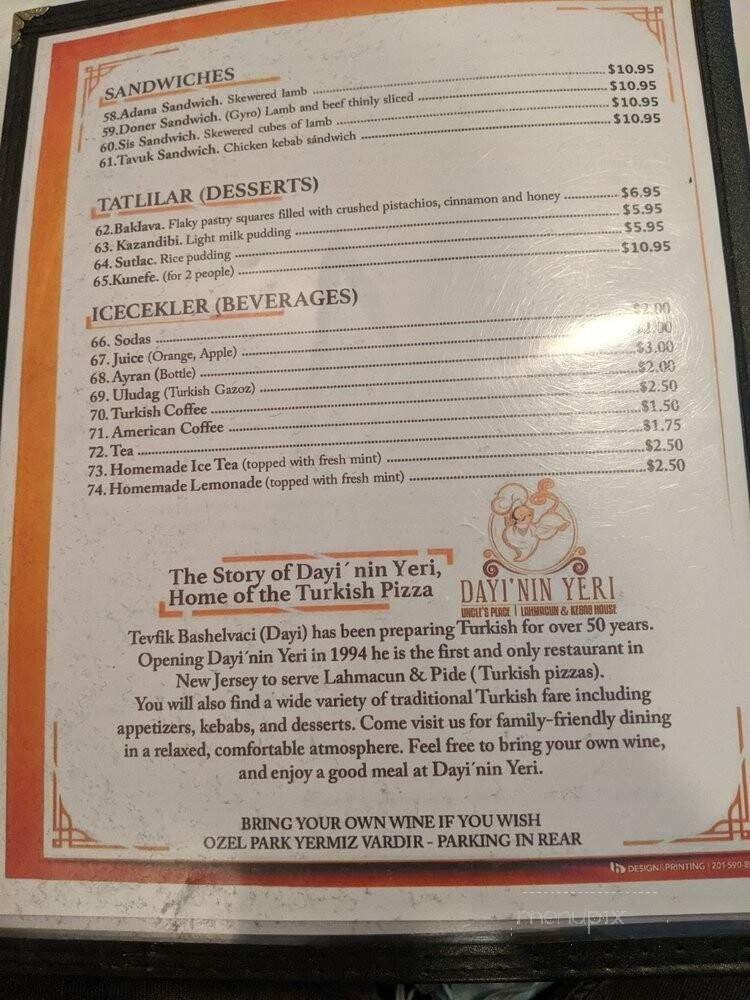 SANDWICHES
58.Adana Sandwich. Skewered lamb $10.95
59.Doner Sandwich. (Gyro) Lamb and beef thinly sliced $10.95
60.Sis Sandwich. Skewered cubes of lamb $10.95
61.Tavuk Sandwich. Chicken kebab sándwich $10.95
TATLILAR (DESSERTS)
62.Baklava. Flaky pastry squares filled with crushed pistachios, cinnamon and honey $6.95
63. Kazandibi. Light milk pudding $5.95
64. Sutlac. Rice pudding $5.95
65.Kunefe. (for 2 people) $10.95
ICECEKLER (BEVERAGES)
66. Sodas $2.00
67. Juice (Orange, Apple) $2.00
68. Ayran (Bottle) $3.00
69. Uludag (Turkish Gazoz) $2.00
70. Turkish Coffee $2.50
71. American Coffee $1.50
72. Tea $1.75
73. Homemade Ice Tea (topped with fresh mint) $2.50
74. Homemade Lemonade (topped with fresh mint) $2.50
DAYI'NIN YERI
UNCLE'S PLACE | LAHMACUN & KEBAB HOUSE
The Story of Dayi´nin Yeri,
Home of the Turkish Pizza
Tevfik Bashelvaci (Dayi) has been preparing Turkish for over 50 years.
Opening Dayi´nin Yeri in 1994 he is the first and only restaurant in
New Jersey to serve Lahmacun & Pide (Turkish pizzas).
You will also find a wide variety of traditional Turkish fare including
appetizers, kebabs, and desserts. Come visit us for family-friendly dining
in a relaxed, comfortable atmosphere. Feel free to bring your own wine,
and enjoy a good meal at Dayi´nin Yeri.
BRING YOUR OWN WINE IF YOU WISH
OZEL PARK YERMIZ VARDIR - PARKING IN REAR
DESIGN&PRINTING | 201 590-8
menupix